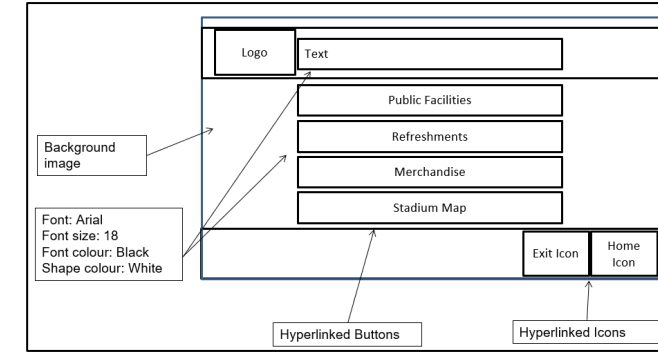 Logo
Text
Public Facilities
Refreshments
Merchandise
Stadium Map
Background
image
Font: Arial
Font size: 18
Font colour: Black
Shape colour: White
Exit Icon
Home
Icon
Hyperlinked Buttons
Hyperlinked Icons